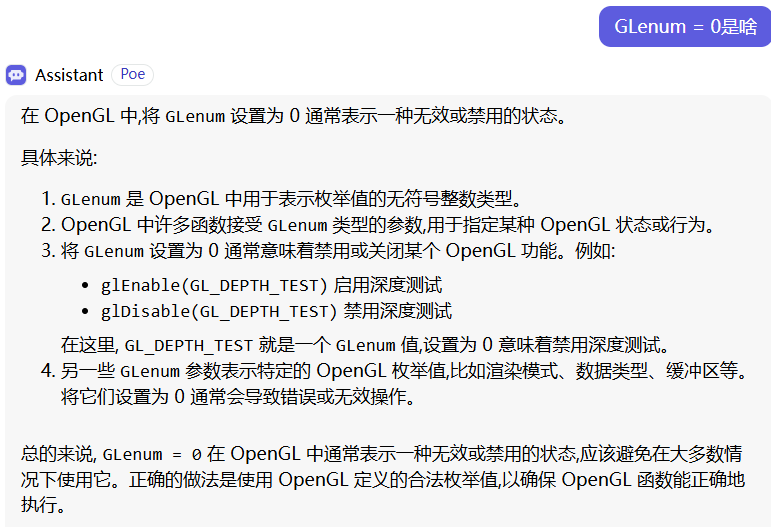 GLenum = 0是啥
Assistant Poe
在 OpenGL 中,将 GLenum 设置为 0 通常表示一种无效或禁用的状态。
具体来说:
1. GLenum 是 OpenGL 中用于表示枚举值的无符号整数类型。
2. OpenGL 中许多函数接受 GLenum 类型的参数,用于指定某种 OpenGL 状态或行为。
3. 将 GLenum 设置为 0 通常意味着禁用或关闭某个 OpenGL 功能。例如:
• glEnable(GL_DEPTH_TEST) 启用深度测试
• glDisable(GL_DEPTH_TEST) 禁用深度测试
在这里, GL_DEPTH_TEST 就是一个 GLenum 值,设置为 0 意味着禁用深度测试。
4. 另一些 GLenum 参数表示特定的 OpenGL 枚举值,比如渲染模式、数据类型、缓冲区等。
将它们设置为 0 通常会导致错误或无效操作。
总的来说, GLenum = 0 在 OpenGL 中通常表示一种无效或禁用的状态,应该避免在大多数情
况下使用它。正确的做法是使用 OpenGL 定义的合法枚举值,以确保 OpenGL 函数能正确地
执行。